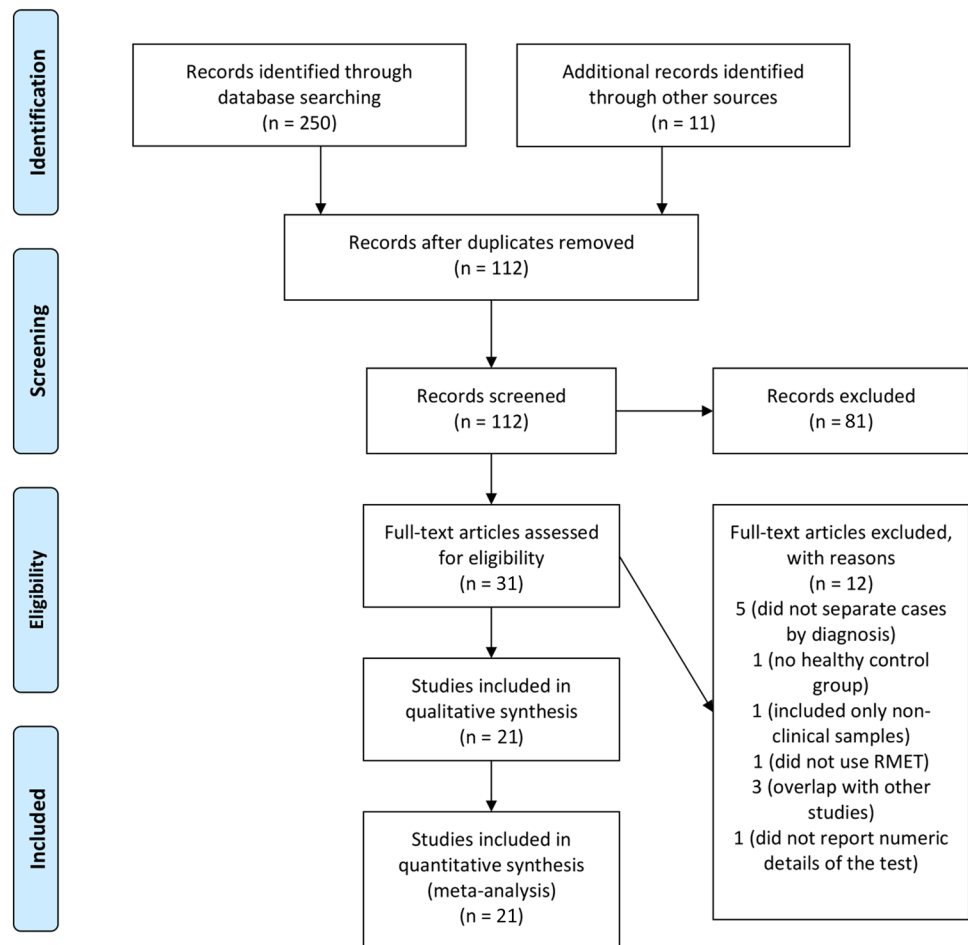 Identification
Records identified through
database searching
(n = 250)
Additional records identified
through other sources
(n = 11)
Records after duplicates removed
(n = 112)
Screening
Records screened
(n = 112)
Records excluded
(n = 81)
Eligibility
Full-text articles assessed
for eligibility
(n = 31)
Full-text articles excluded,
with reasons
(n = 12)
5 (did not separate cases
by diagnosis)
1 (no healthy control
group)
1 (included only non-
clinical samples)
1 (did not use RMET)
3 (overlap with other
studies)
1 (did not report numeric
details of the test)
Studies included in
qualitative synthesis
(n = 21)
Included
Studies included in
quantitative synthesis
(meta-analysis)
(n = 21)